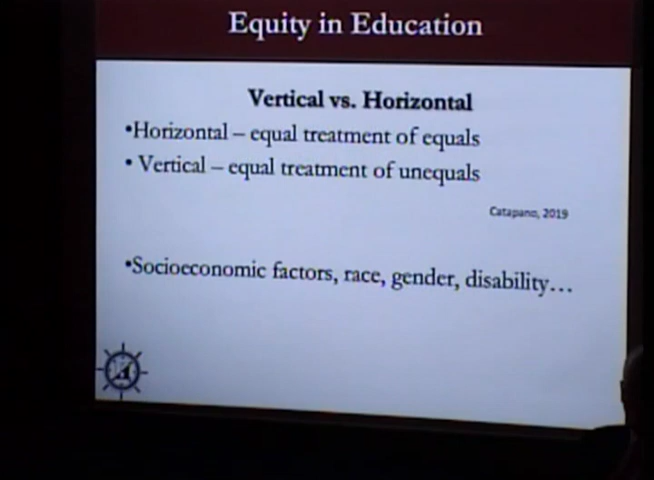 Equity in Education
Vertical vs. Horizontal
•Horizontal – equal treatment of equals
• Vertical – equal treatment of unequals
Catapano, 2019
•Socioeconomic factors, race, gender, disability…